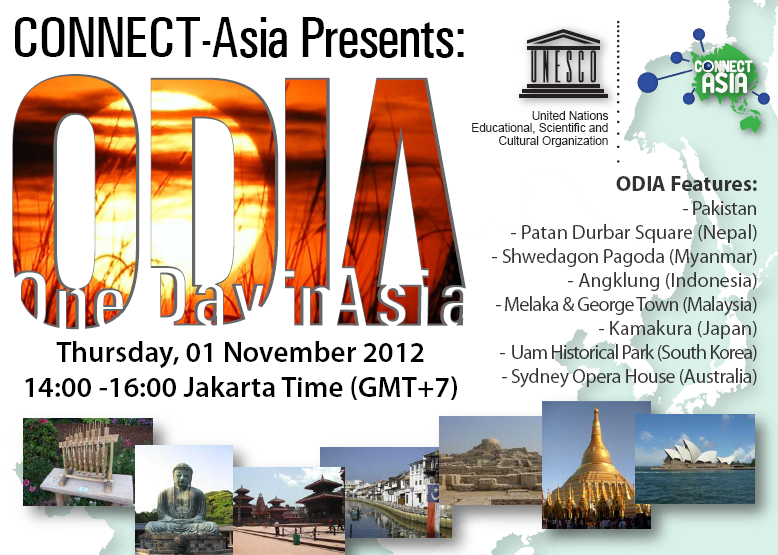 CONNECT-Asia Presents:
ODIA
One Day in Asia
Thursday, 01 November 2012
14:00 -16:00 Jakarta Time (GMT+7)
UNESCO
United Nations
Educational, Scientific and
Cultural Organization
CONNECT
ASIA
ODIA Features:
- Pakistan
- Patan Durbar Square (Nepal)
- Shwedagon Pagoda (Myanmar)
- Angklung (Indonesia)
- Melaka & George Town (Malaysia)
- Kamakura (Japan)
- Uam Historical Park (South Korea)
- Sydney Opera House (Australia)